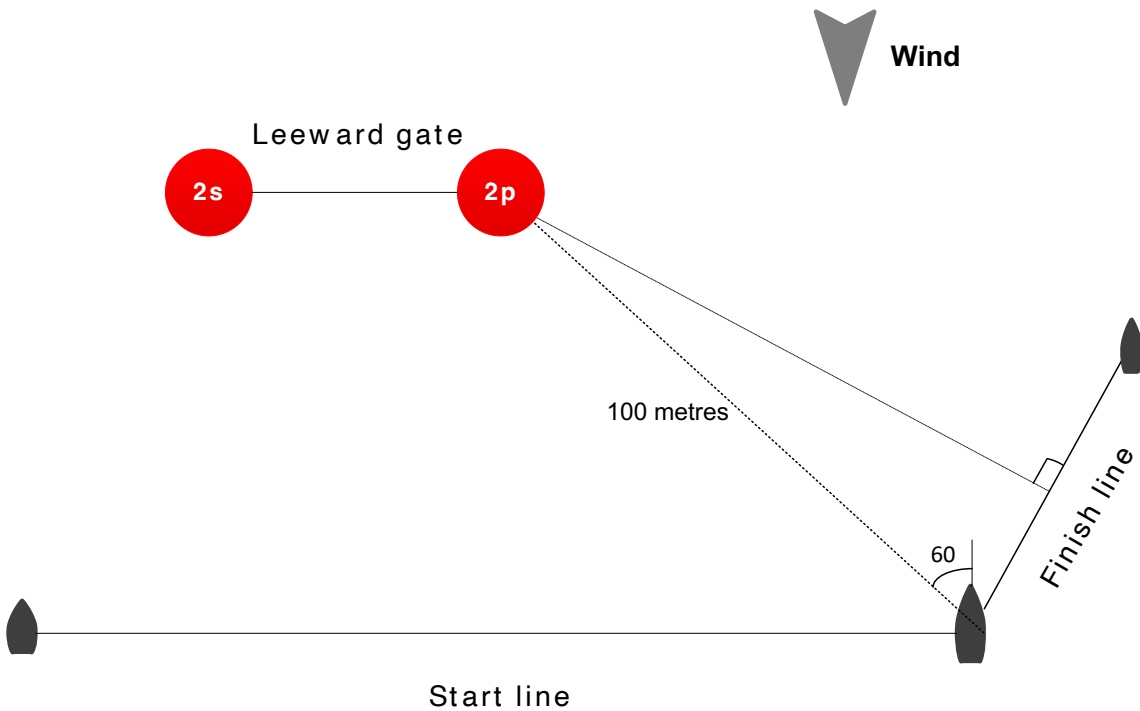 Wind
Leeward gate
2s
2p
100 metres
60
Finish line
Start line